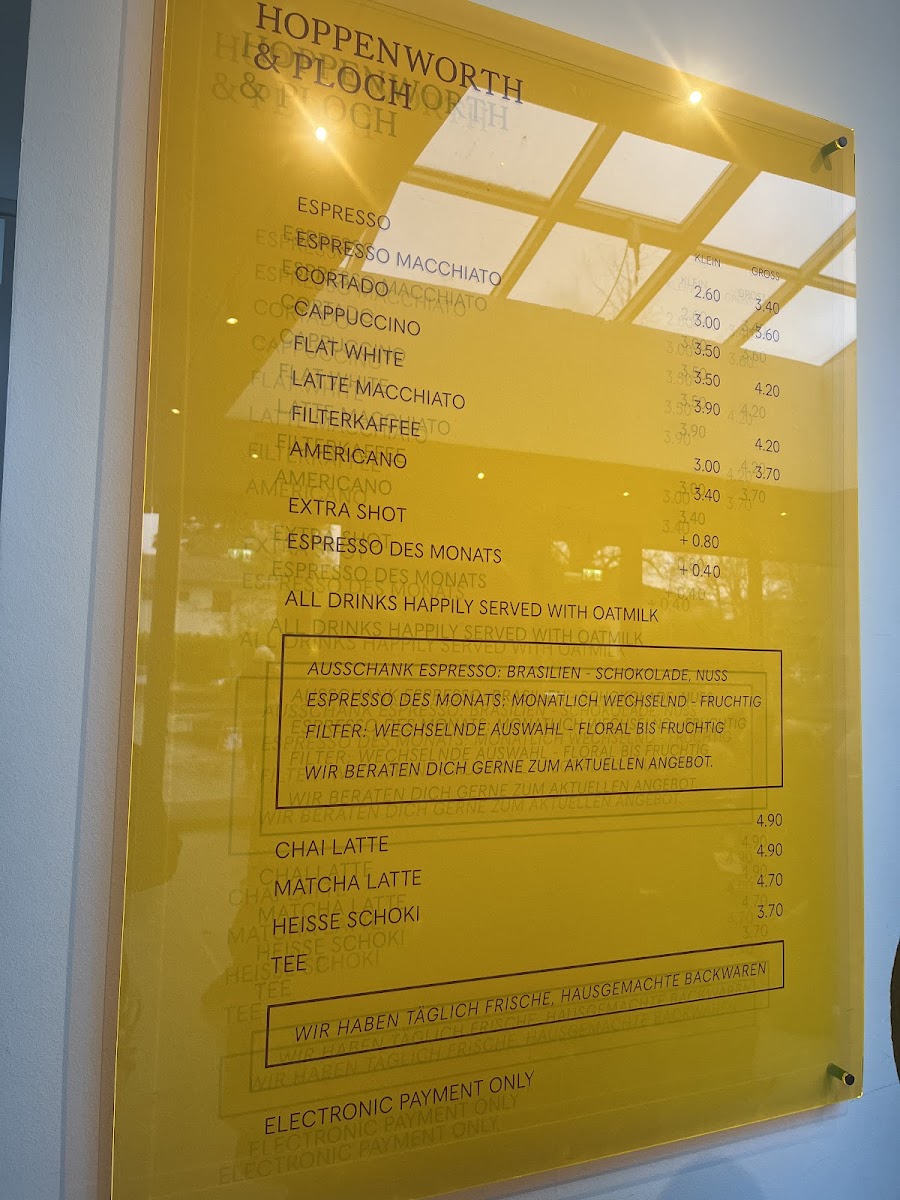 HOPPENWORTH
& PLOCH
KLEIN GROSS
ESPRESSO 2.60 3.40
ESPRESSO MACCHIATO 3.00 3.60
CORTADO 3.50
CAPPUCCINO 3.50 4.20
FLAT WHITE 3.90
LATTE MACCHIATO 4.20
FILTERKAFFEE 3.00 3.70
AMERICANO 3.40
EXTRA SHOT + 0.80
ESPRESSO DES MONATS + 0.40
ALL DRINKS HAPPILY SERVED WITH OATMILK
AUSSCHANK ESPRESSO: BRASILIEN - SCHOKOLADE, NUSS
ESPRESSO DES MONATS: MONATLICH WECHSELND - FRUCHTIG
FILTER: WECHSELNDE AUSWAHL - FLORAL BIS FRUCHTIG
WIR BERATEN DICH GERNE ZUM AKTUELLEN ANGEBOT.
CHAI LATTE 4.90
MATCHA LATTE 4.90
HEISSE SCHOKI 4.70
TEE 3.70
WIR HABEN TÄGLICH FRISCHE, HAUSGEMACHTE BACKWAREN
ELECTRONIC PAYMENT ONLY